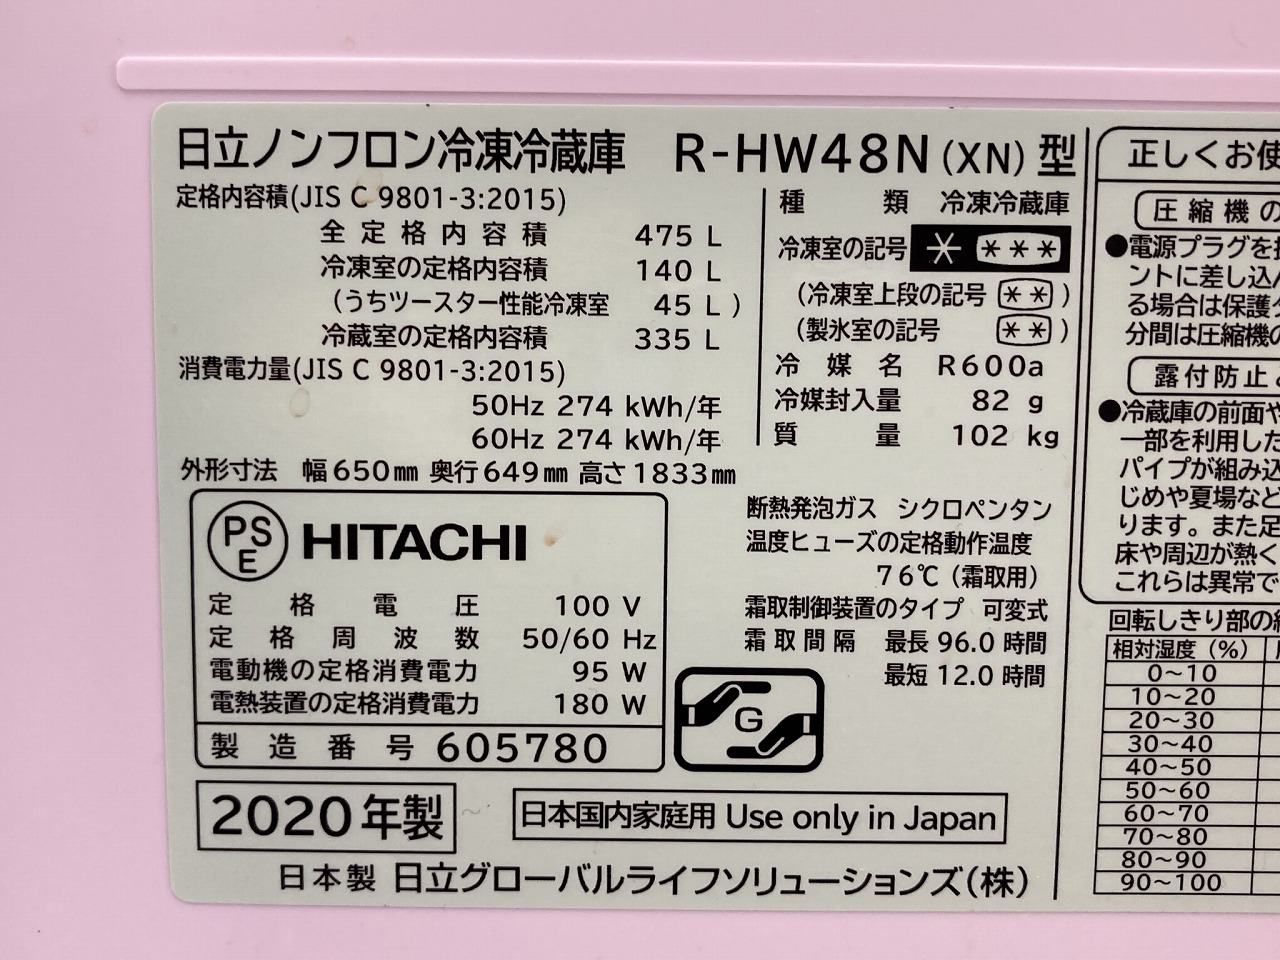 日立ノンフロン冷凍冷蔵庫 R-HW48N (XN) 型
定格内容積(JIS C 9801-3:2015)
全定格内容積 475 L
冷凍室の定格内容積 140 L
(うちツースター性能冷凍室 45 L )
冷蔵室の定格内容積 335 L
消費電力量(JIS C 9801-3:2015)
50Hz 274 kWh/年
60Hz 274 kWh/年
外形寸法 幅650㎜ 奥行649㎜ 高さ1833㎜
種類 冷凍冷蔵庫
冷凍室の記号 * ***
(冷凍室上段の記号 ** )
(製氷室の記号 ** )
冷媒名 R600a
冷媒封入量 82 g
質量 102 kg
PS
E
HITACHI
定格電圧 100 V
定格周波数 50/60 Hz
電動機の定格消費電力 95 W
電熱装置の定格消費電力 180 W
製造番号 605780
断熱発泡ガス シクロペンタン
温度ヒューズの定格動作温度
76℃ (霜取用)
霜取制御装置のタイプ 可変式
霜取間隔 最長 96.0 時間
最短 12.0 時間
G
2020年製
日本国内家庭用 Use only in Japan
日本製 日立グローバルライフソリューションズ(株)
正しくお使
圧縮機の
●電源プラグを
ントに差し込
る場合は保護
分間は圧縮機の
露付防止
●冷蔵庫の前面や
一部を利用した
パイプが組み込
じめや夏場など
ります。また足
床や周辺が熱く
これらは異常で
回転しきり部の
相対湿度 (%)
0~10
10~20
20~30
30~40
40~50
50~60
60~70
70~80
80~90
90~100